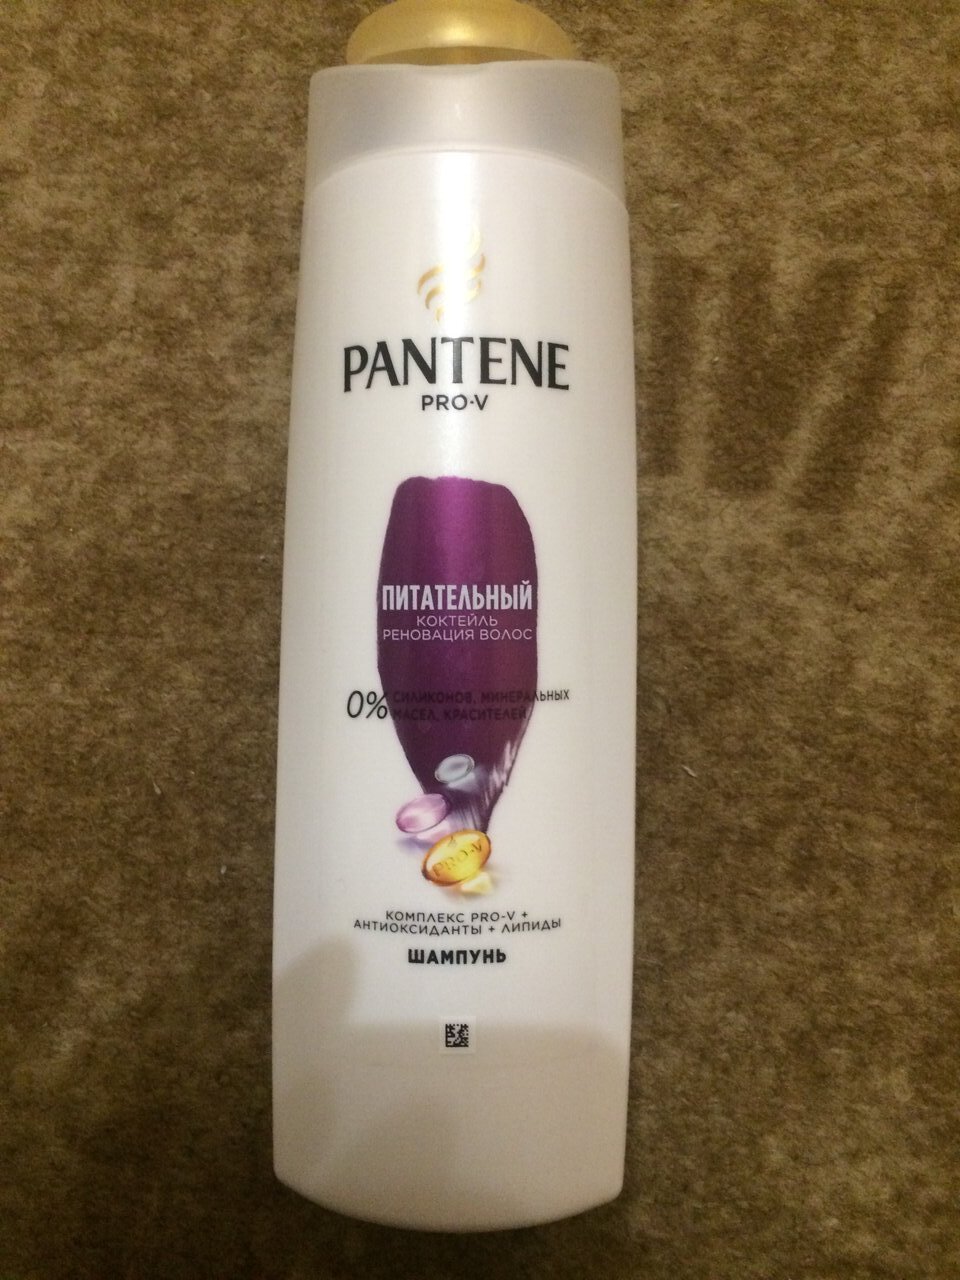 PANTENE
PRO-V
ПИТАТЕЛЬНЫЙ
КОКТЕЙЛЬ
РЕНОВАЦИЯ ВОЛОС
0% СИЛИКОНОВ, МИНЕРАЛЬНЫХ
МАСЕЛ, КРАСИТЕЛЕЙ
PRO-V
КОМПЛЕКС PRO-V +
АНТИОКСИДАНТЫ + ЛИПИДЫ
ШАМПУНЬ